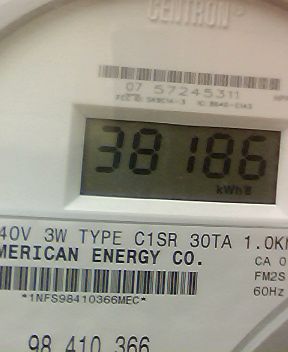 CENTRON
07 57245311
38186
kWh
40V 3W TYPE C1SR 30TA 1.0K
MERICAN ENERGY CO.
CA 0
FM2S
60Hz
*1NFS98410366MEC*
98 410 366